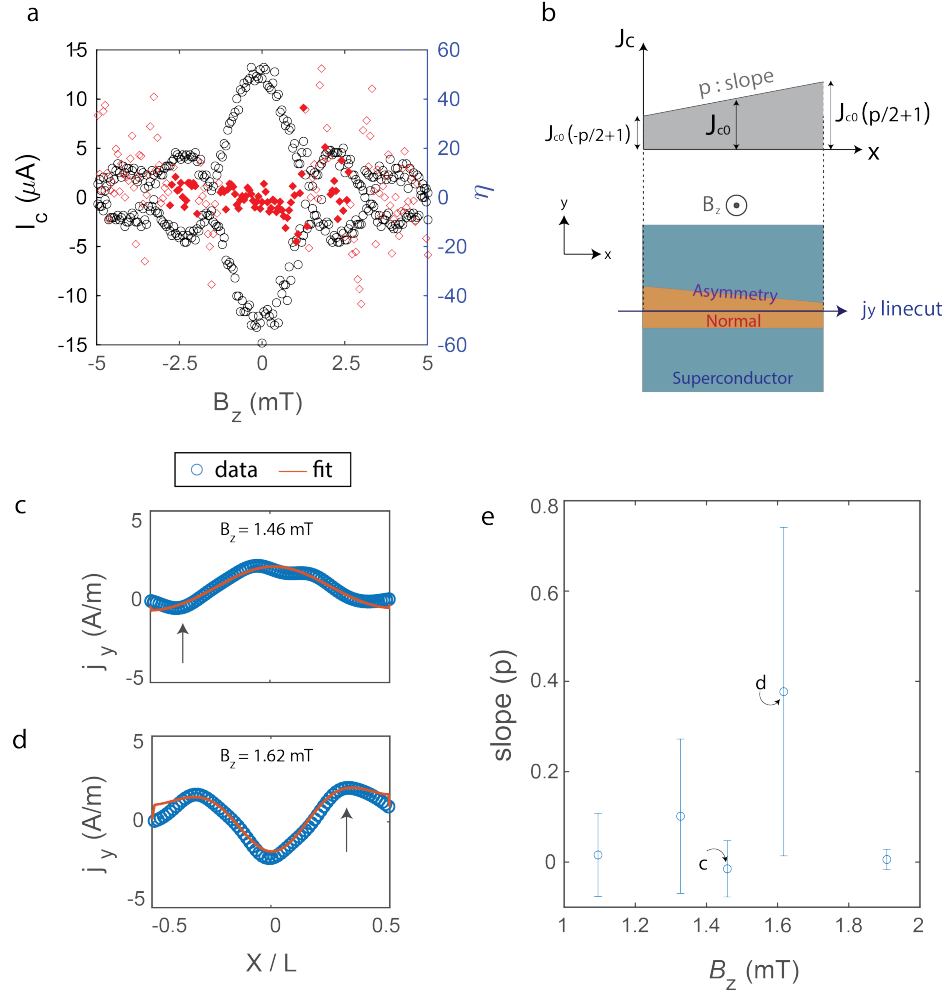 a
15
10
5
0
-5
-10
-15
I_c (μA)
60
40
20
0
-20
-40
-60
η
-5
-2.5
0
2.5
5
B_z (mT)
b
J_c
p : slope
J_c0 (-p/2+1)
J_c0
J_c0 (p/2+1)
x
B_z
y
x
Asymmetry
Normal
j_y linecut
Superconductor
data
fit
c
B_z = 1.46 mT
5
0
-5
j_y (A/m)
d
B_z = 1.62 mT
5
0
-5
j_y (A/m)
-0.5
0
0.5
X / L
e
0.8
0.6
0.4
0.2
0
slope (p)
d
c
1
1.2
1.4
1.6
1.8
2
B_z (mT)